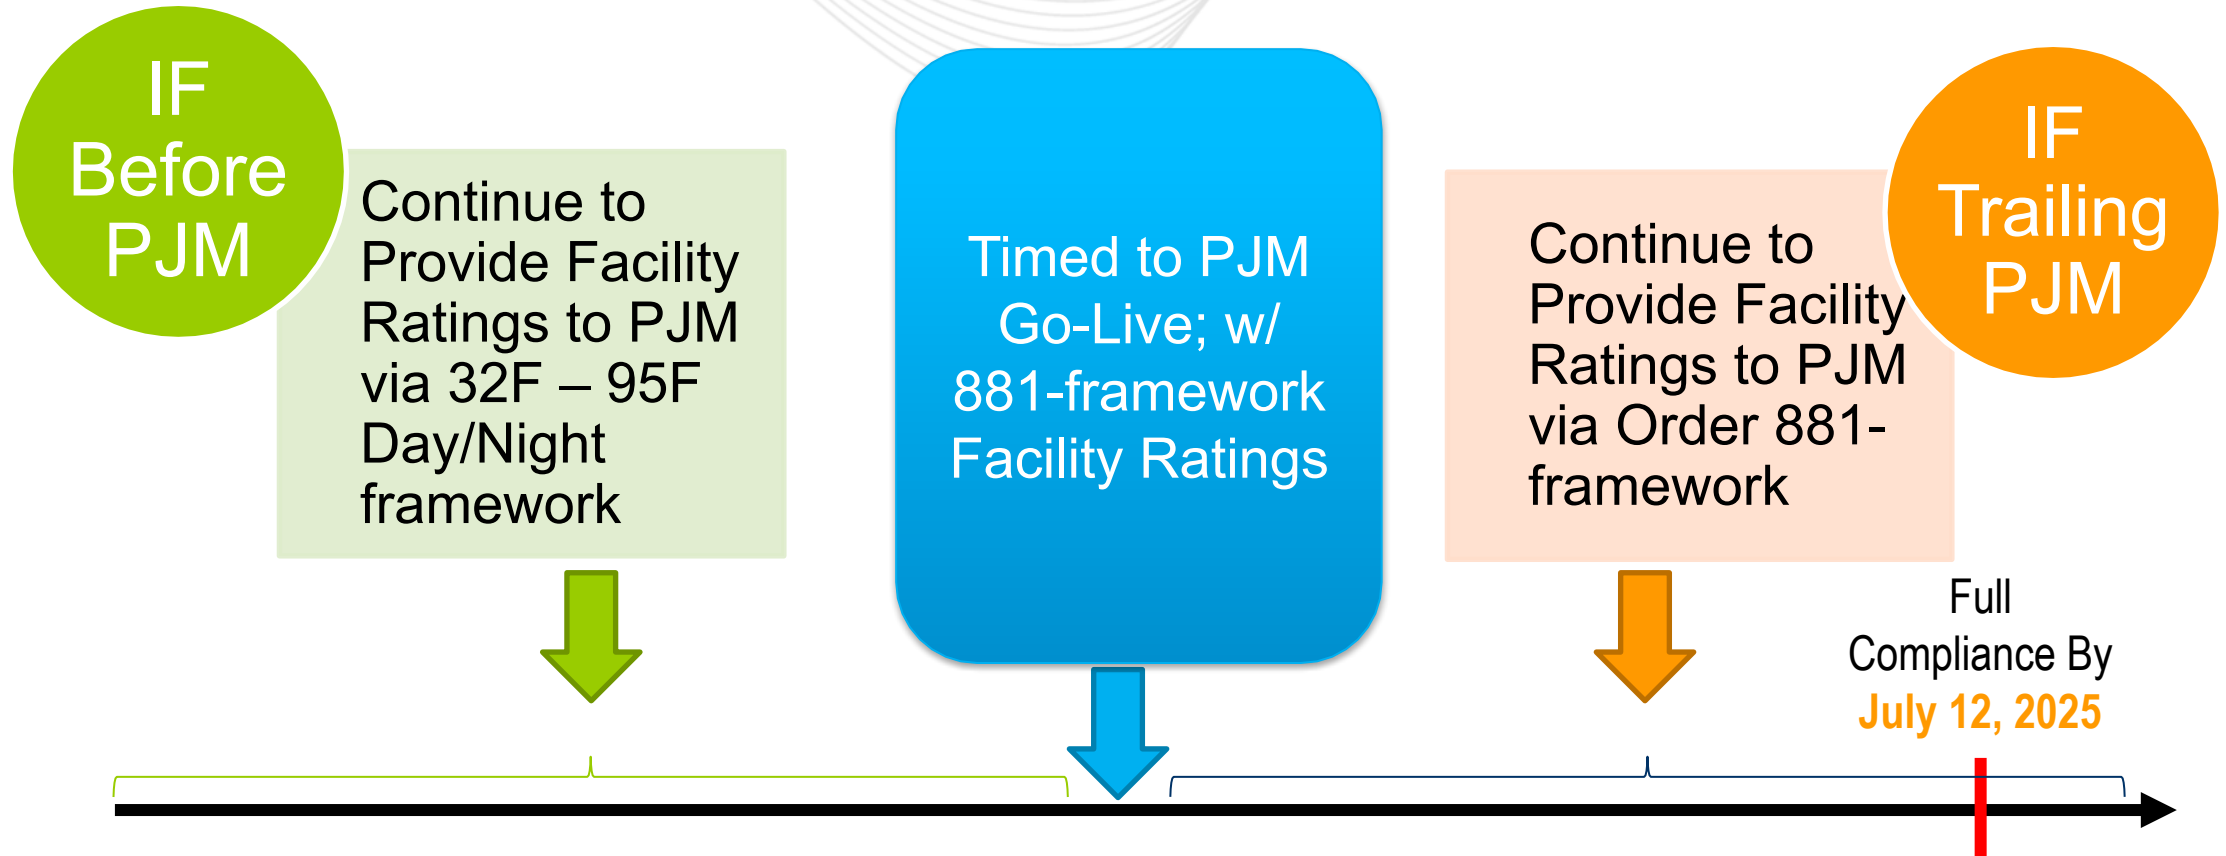 IF
Before
PJM
Continue to
Provide Facility
Ratings to PJM
via 32F – 95F
Day/Night
framework
Timed to PJM
Go-Live; w/
881-framework
Facility Ratings
IF
Trailing
PJM
Continue to
Provide Facility
Ratings to PJM
via Order 881-
framework
Full
Compliance By
July 12, 2025